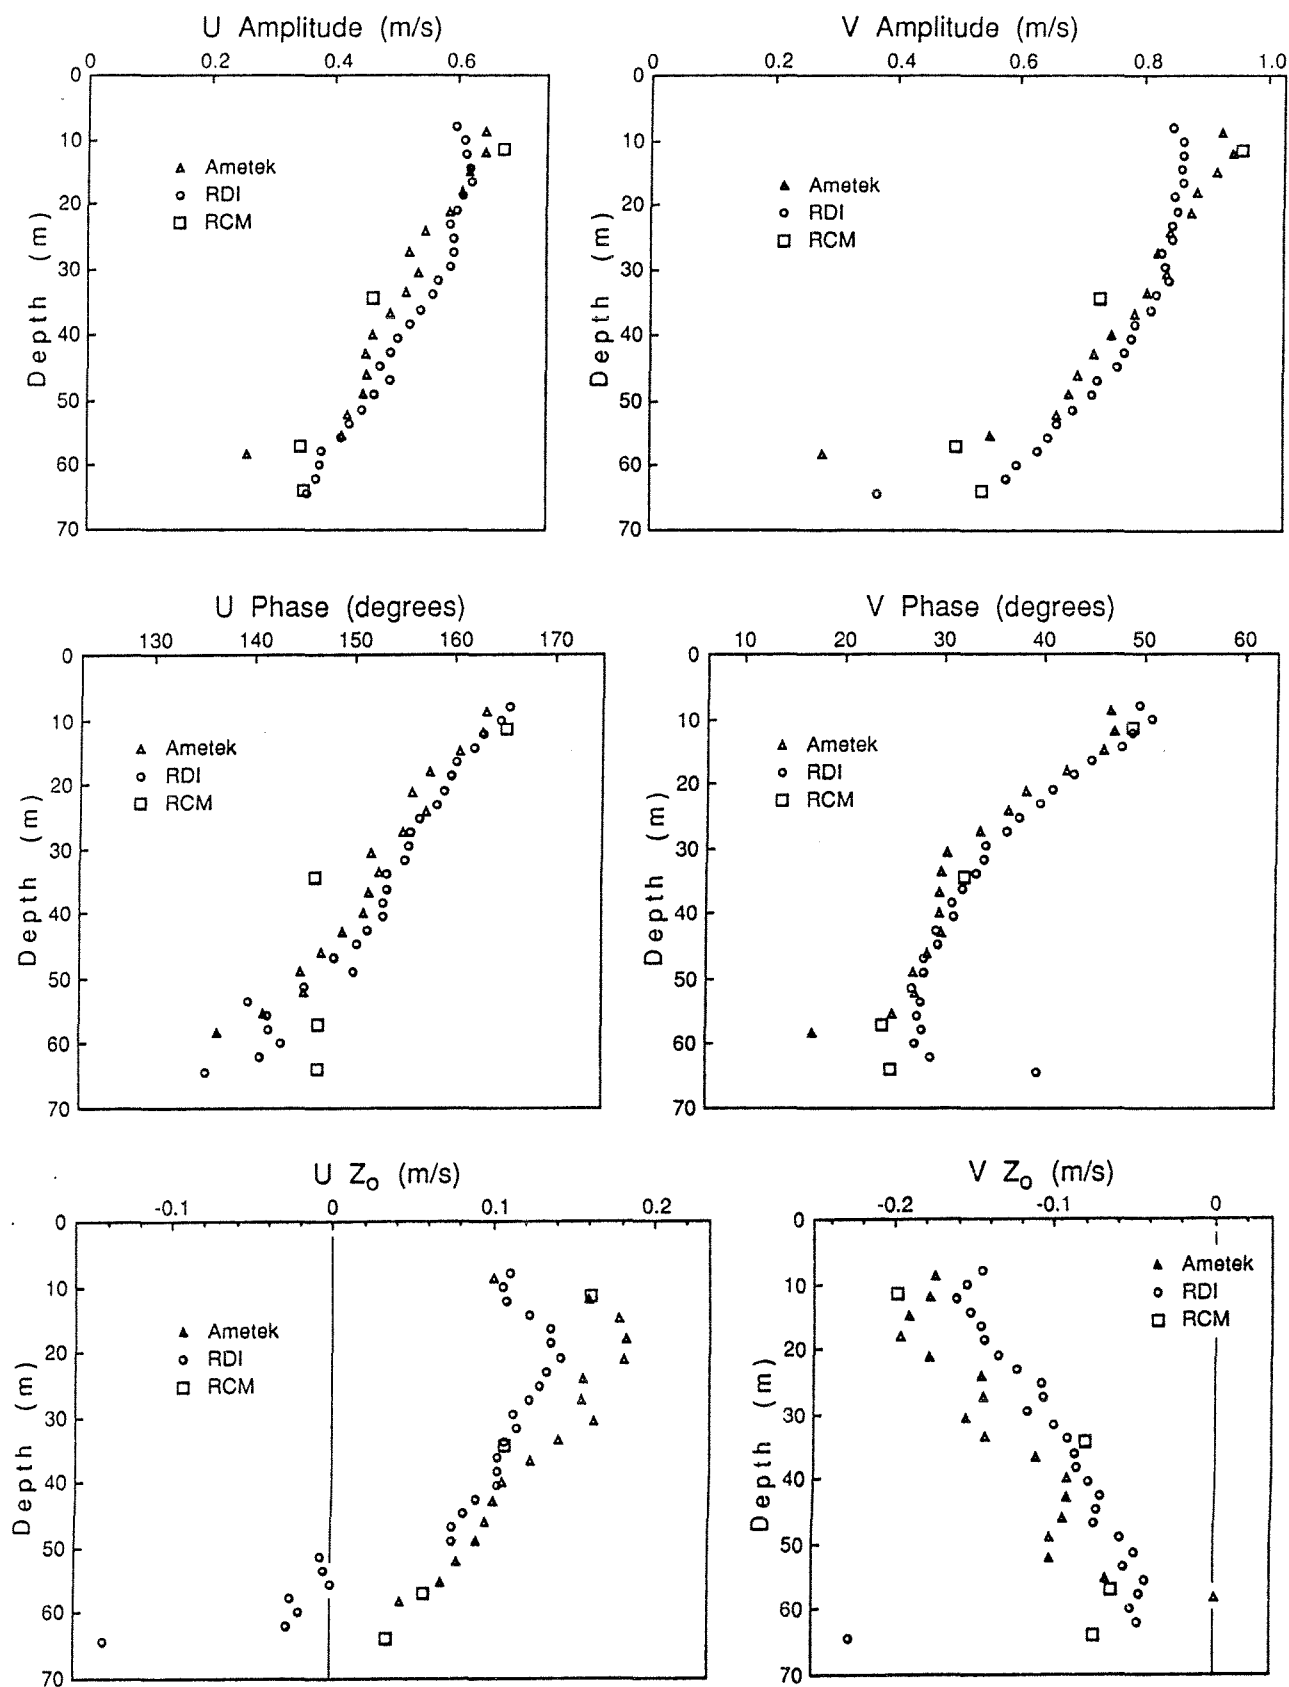 U Amplitude (m/s)
0 0.2 0.4 0.6
0
10
20
30
40
50
60
70
Depth (m)
Ametek
RDI
RCM
V Amplitude (m/s)
0 0.2 0.4 0.6 0.8 1.0
0
10
20
30
40
50
60
70
Depth (m)
Ametek
RDI
RCM
U Phase (degrees)
130 140 150 160 170
0
10
20
30
40
50
60
70
Depth (m)
Ametek
RDI
RCM
V Phase (degrees)
10 20 30 40 50 60
0
10
20
30
40
50
60
70
Depth (m)
Ametek
RDI
RCM
U Z₀ (m/s)
-0.1 0 0.1 0.2
0
10
20
30
40
50
60
70
Depth (m)
Ametek
RDI
RCM
V Z₀ (m/s)
-0.2 -0.1 0
0
10
20
30
40
50
60
70
Depth (m)
Ametek
RDI
RCM